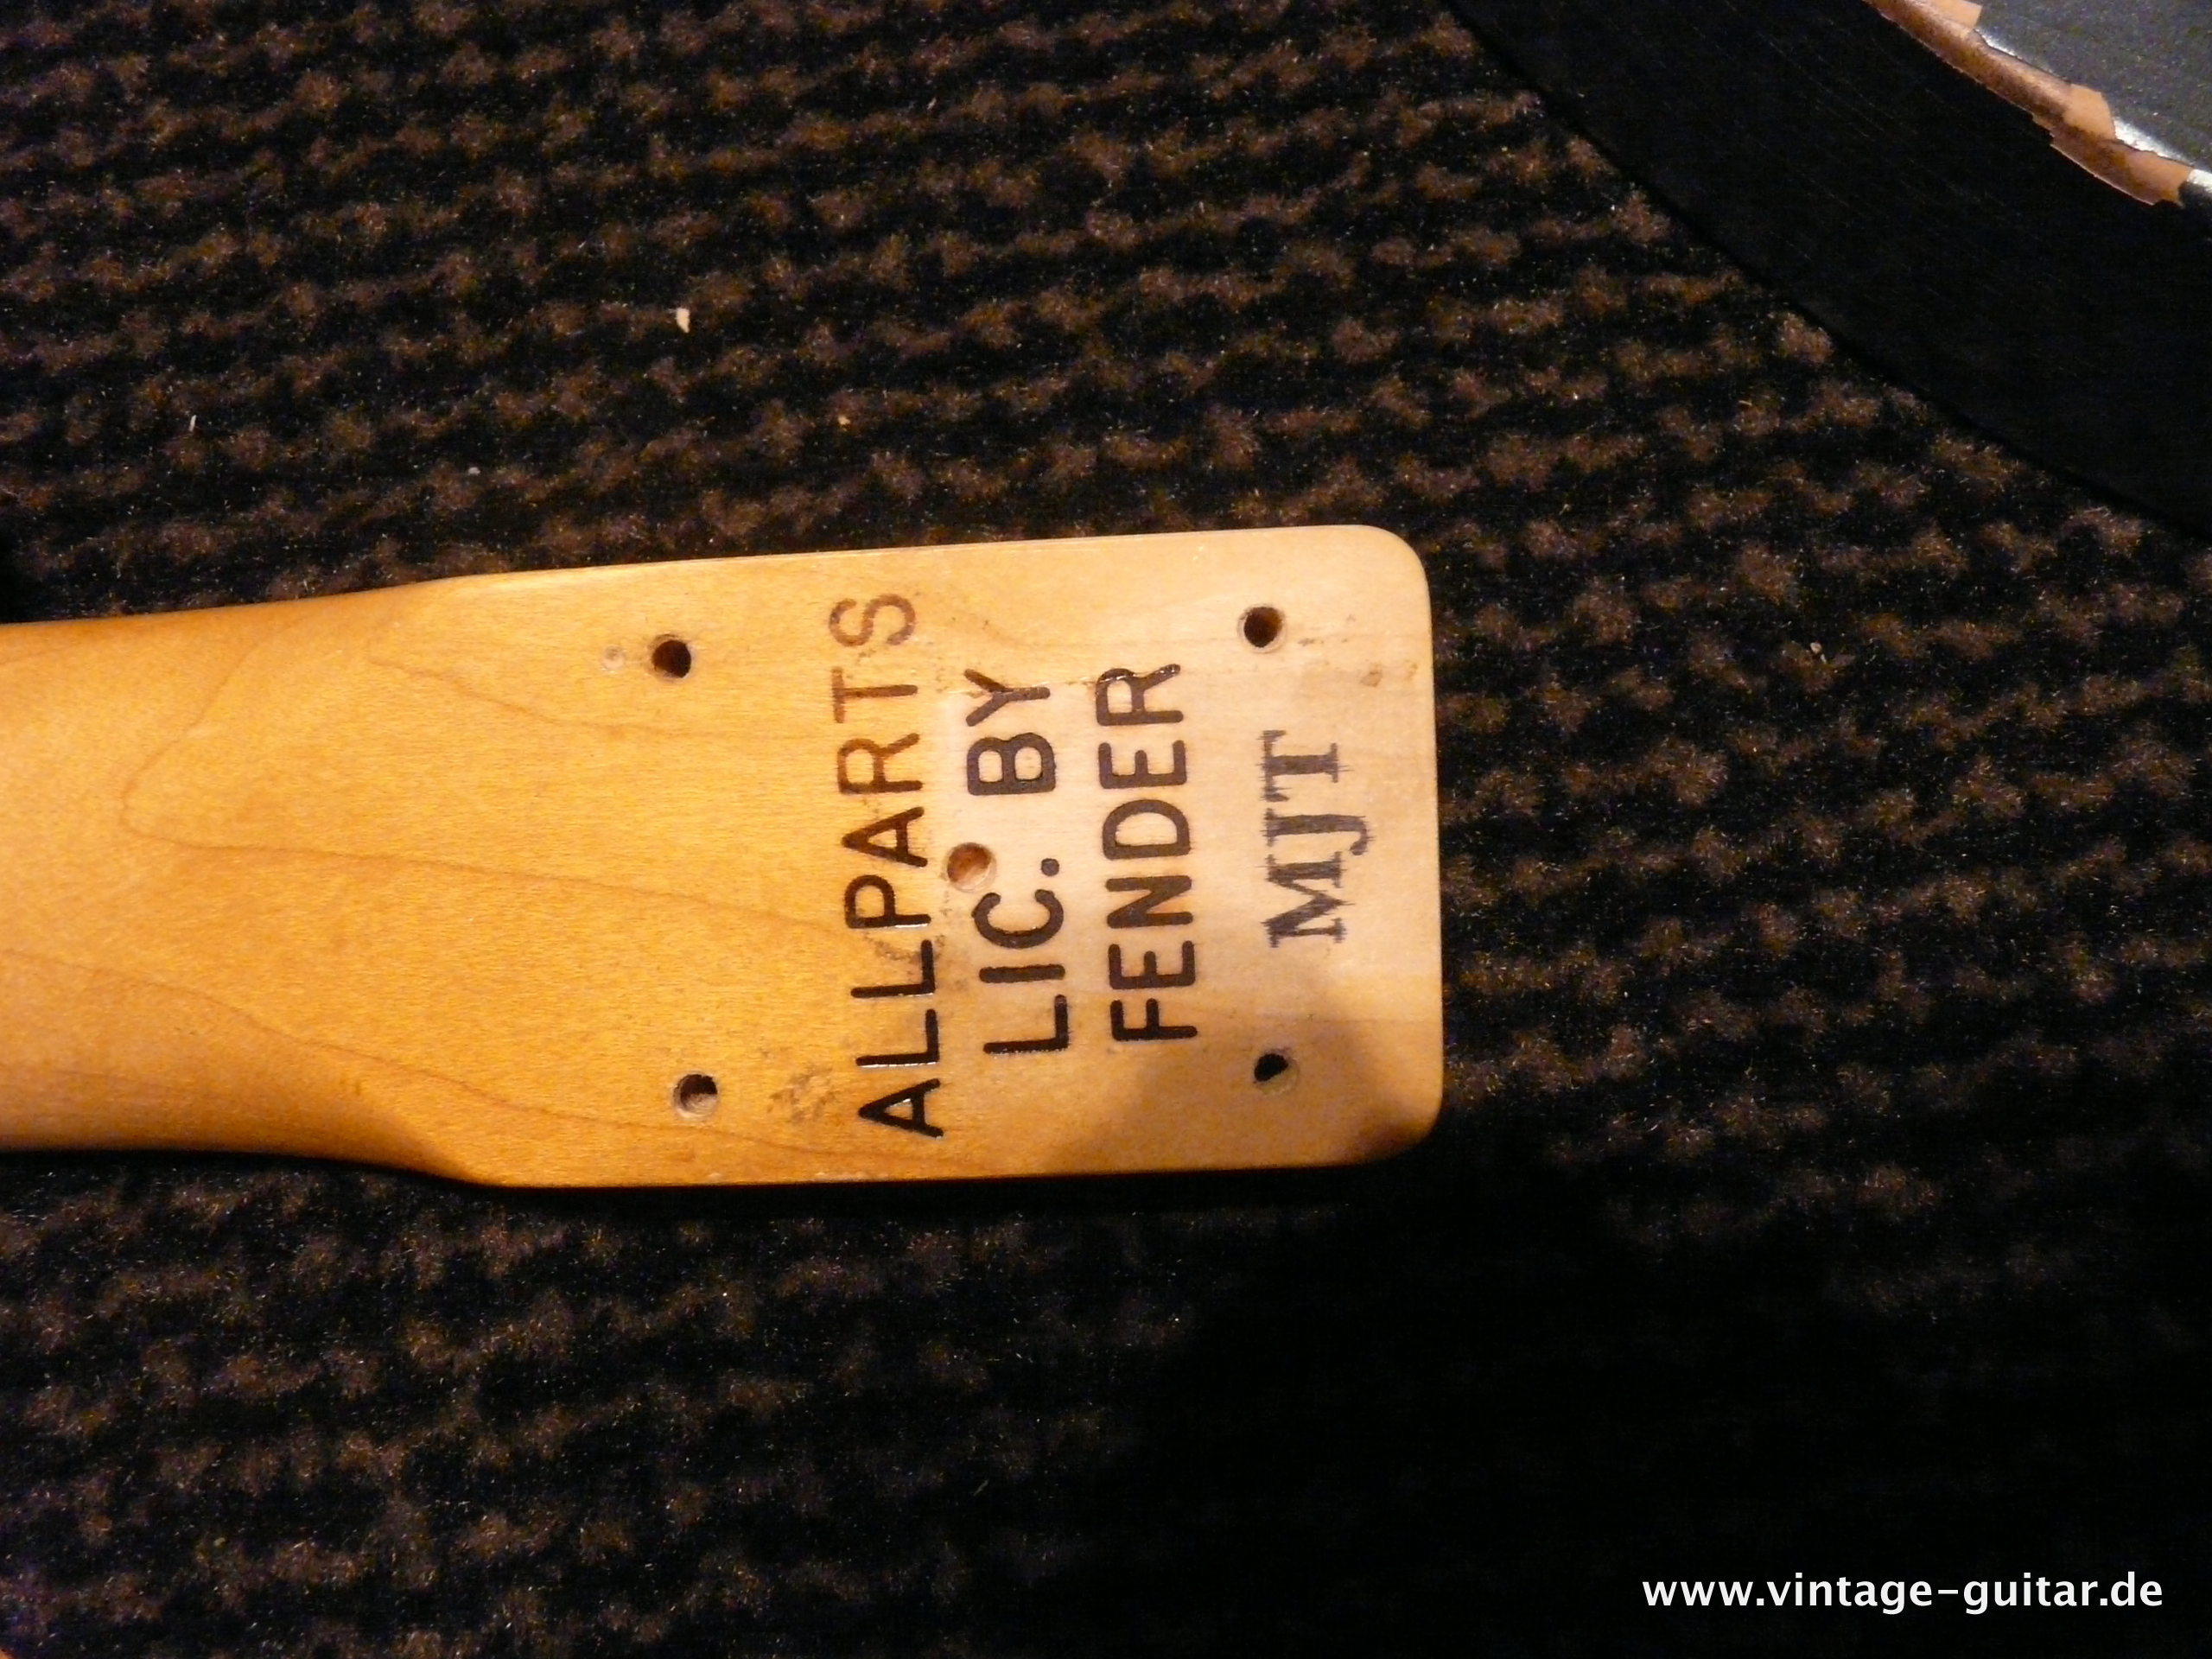 ALLPARTS
LIC. BY
FENDER
MJT
www.vintage-guitar.de